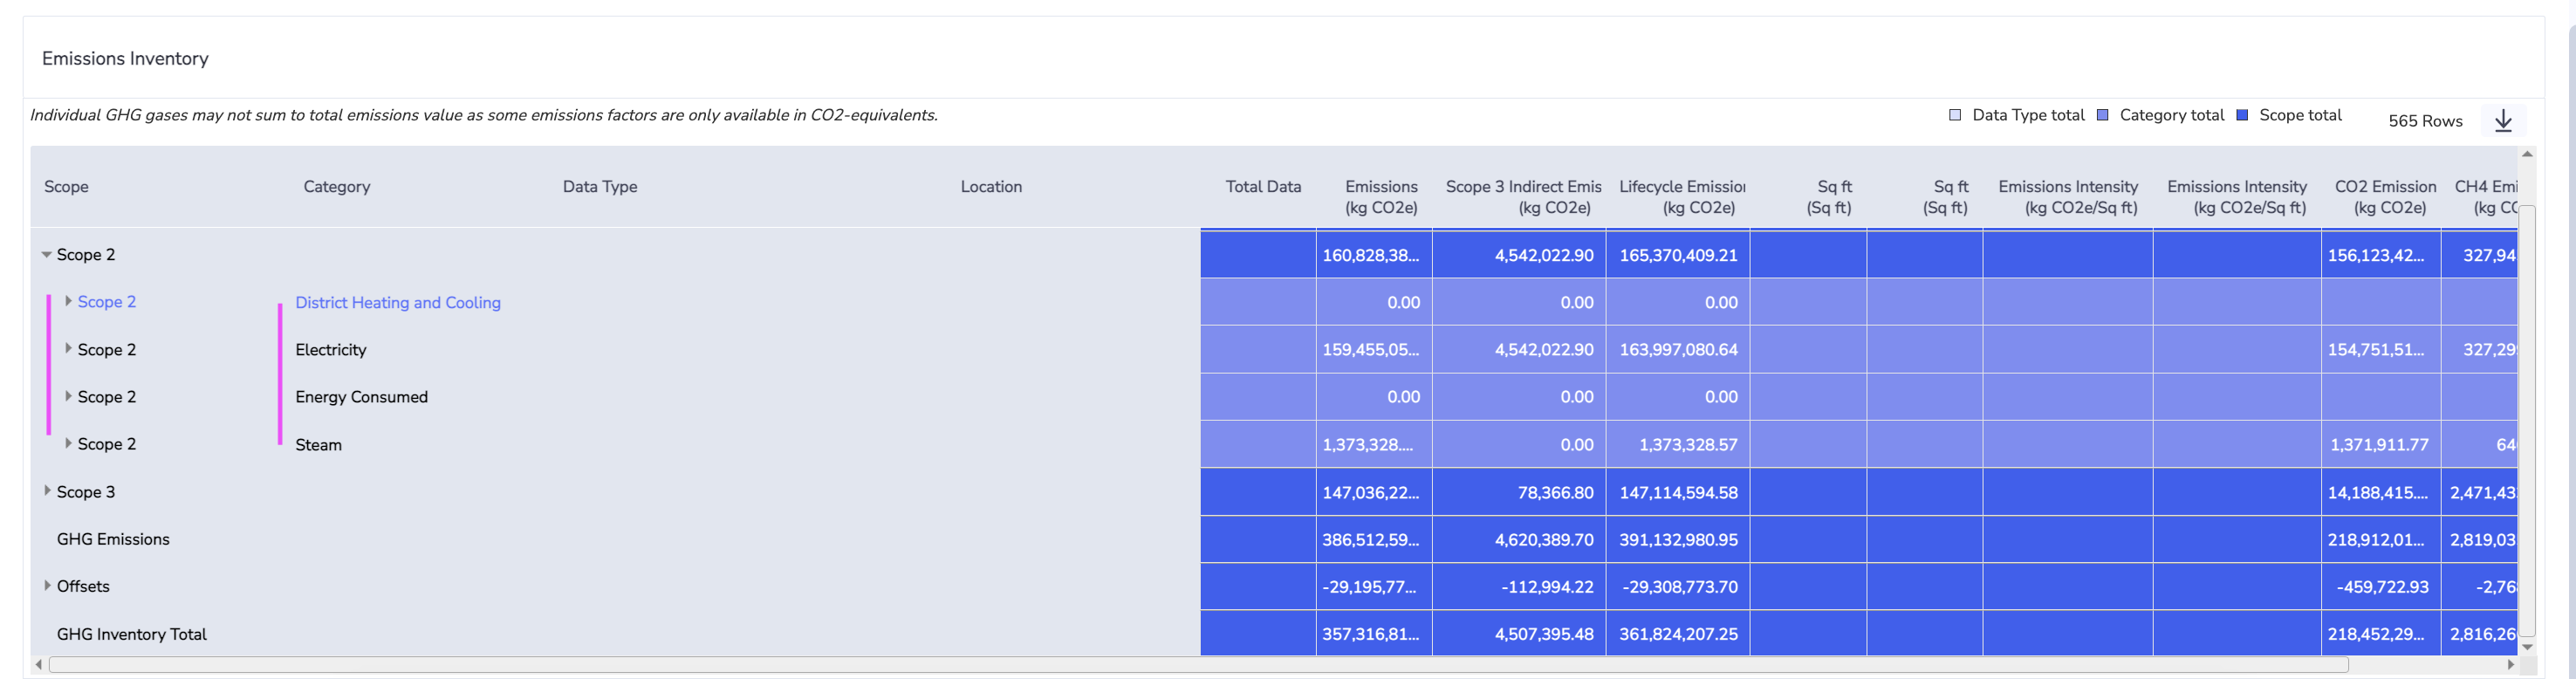 Emissions Inventory
Individual GHG gases may not sum to total emissions value as some emissions factors are only available in CO2-equivalents.
Data Type total Category total Scope total 565 Rows
Scope Category Data Type Location Total Data Emissions Scope 3 Indirect Emis Lifecycle Emission Sq ft Sq ft Emissions Intensity Emissions Intensity CO2 Emission CH4 Emi
(kg CO2e) (kg CO2e) (kg CO2e) (Sq ft) (Sq ft) (kg CO2e/Sq ft) (kg CO2e/Sq ft) (kg CO2e) (kg CO
Scope 2 160,828,38... 4,542,022.90 165,370,409.21 156,123,42... 327,94
Scope 2 District Heating and Cooling 0.00 0.00 0.00
Scope 2 Electricity 159,455,05... 4,542,022.90 163,997,080.64 154,751,51... 327,29
Scope 2 Energy Consumed 0.00 0.00 0.00
Scope 2 Steam 1,373,328.... 0.00 1,373,328.57 1,371,911.77 64
Scope 3 147,036,22... 78,366.80 147,114,594.58 14,188,415.... 2,471,43
GHG Emissions 386,512,59... 4,620,389.70 391,132,980.95 218,912,01... 2,819,03
Offsets -29,195,77... -112,994.22 -29,308,773.70 -459,722.93 -2,76
GHG Inventory Total 357,316,81... 4,507,395.48 361,824,207.25 218,452,29... 2,816,26